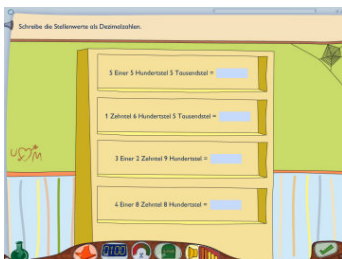 Schreibe die Stellenwerte als Dezimalzahlen.
5 Einer 5 Hundertstel 5 Tausendstel =
1 Zehntel 6 Hundertstel 5 Tausendstel =
3 Einer 2 Zehntel 9 Hundertstel =
4 Einer 8 Zehntel 8 Hundertstel =